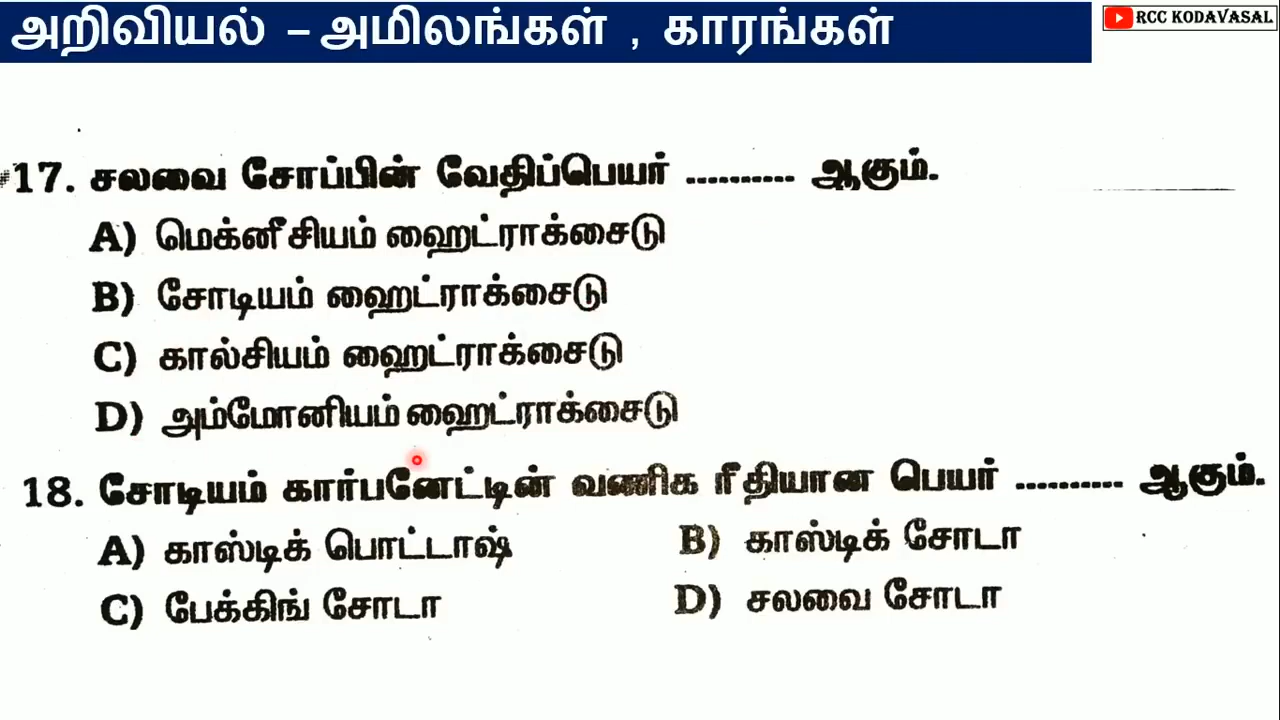 அறிவியல் – அமிலங்கள் , காரங்கள்
RCC KODAVASAL
#17. சலவை சோப்பின் வேதிப்பெயர் .......... ஆகும்.
A) மெக்னீசியம் ஹைட்ராக்சைடு
B) சோடியம் ஹைட்ராக்சைடு
C) கால்சியம் ஹைட்ராக்சைடு
D) அம்மோனியம் ஹைட்ராக்சைடு
18. சோடியம் கார்பனேட்டின் வணிக ரீதியான பெயர் .......... ஆகும்.
A) காஸ்டிக் பொட்டாஷ் B) காஸ்டிக் சோடா
C) பேக்கிங் சோடா D) சலவை சோடா